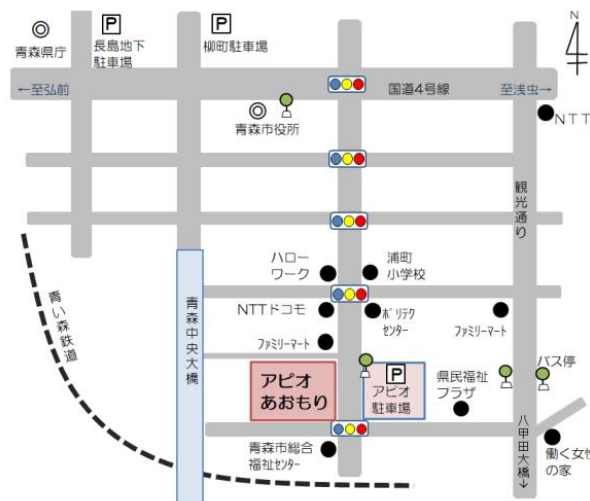 N
青森県庁
P
長島地下
駐車場
P
柳町駐車場
←至弘前
国道4号線
至浅虫→
青森市役所
NTT
観光通り
ハロー
ワーク
浦町
小学校
青い森鉄道
青森中央大橋
NTTドコモ
ポリテク
センター
ファミリーマート
ファミリーマート
アピオ
あおもり
P
アピオ
駐車場
県民福祉
プラザ
バス停
青森市総合
福祉センター
八甲田大橋→
働く女性
の家